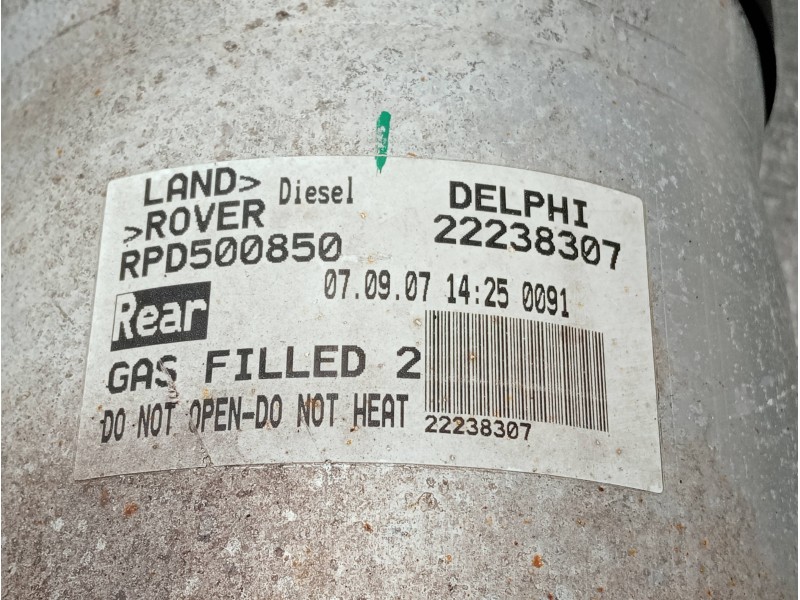 LAND> Diesel DELPHI
>ROVER 22238307
RPD500850
07.09.07 14:25 0091
Rear
GAS FILLED 2
DO NOT OPEN-DO NOT HEAT
22238307